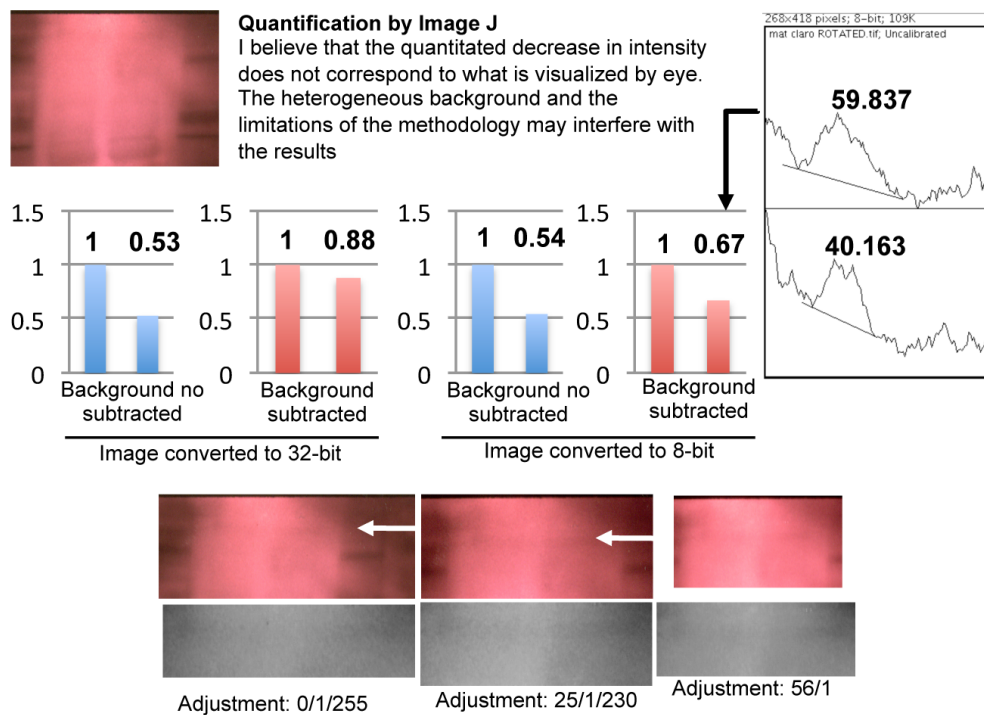 Quantification by Image J
I believe that the quantitated decrease in intensity
does not correspond to what is visualized by eye.
The heterogeneous background and the
limitations of the methodology may interfere with
the results
268x418 pixels; 8-bit; 109K
mat claro ROTATED.tif; Uncalibrated
59.837
40.163
1.5
1
0.5
0
1 0.53
Background no
subtracted
1.5
1
0.5
0
1 0.88
Background
subtracted
Image converted to 32-bit
1.5
1
0.5
0
1 0.54
Background no
subtracted
1.5
1
0.5
0
1 0.67
Background
subtracted
Image converted to 8-bit
Adjustment: 0/1/255
Adjustment: 25/1/230
Adjustment: 56/1